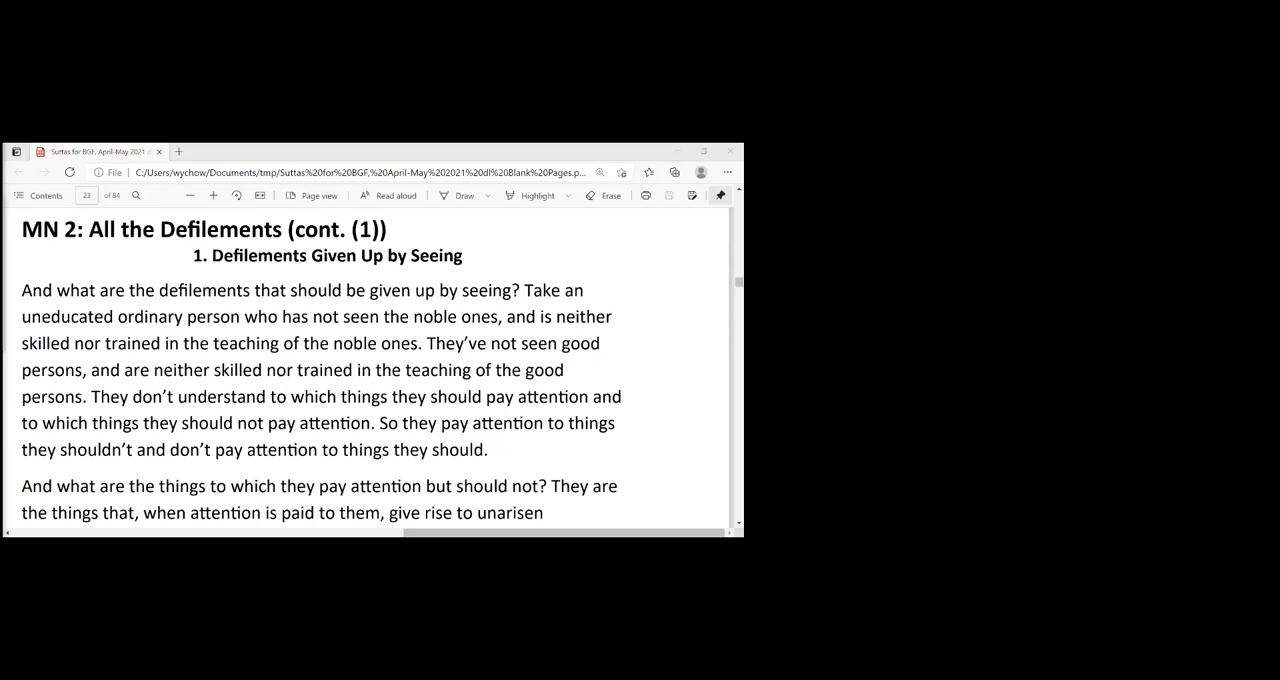 Suttas for BGF, April-May 2021
File
C:/Users/wychow/Documents/tmp/Suttas%20for%20BGF,%20April-May%202021%20dl%20Blank%20Pages.p...
Contents 23 of 84 Page view Read aloud Draw Highlight Erase
MN 2: All the Defilements (cont. (1))
1. Defilements Given Up by Seeing
And what are the defilements that should be given up by seeing? Take an
uneducated ordinary person who has not seen the noble ones, and is neither
skilled nor trained in the teaching of the noble ones. They’ve not seen good
persons, and are neither skilled nor trained in the teaching of the good
persons. They don’t understand to which things they should pay attention and
to which things they should not pay attention. So they pay attention to things
they shouldn’t and don’t pay attention to things they should.
And what are the things to which they pay attention but should not? They are
the things that, when attention is paid to them, give rise to unarisen